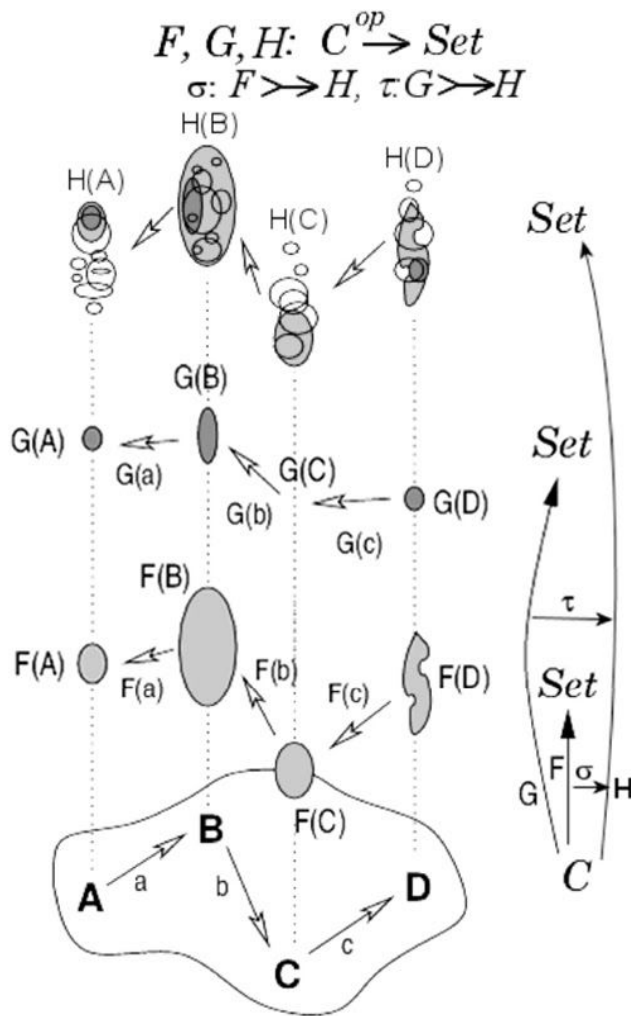 F, G, H: C^op → Set
σ: F ↣ H, τ: G ↣ H
H(B)
H(A)
H(D)
H(C)
Set
G(B)
G(A)
Set
G(a)
G(C)
G(b)
G(D)
G(c)
F(B)
τ
F(A)
F(a)
F(b)
F(c)
F(D)
Set
F
σ
G
H
F(C)
B
a
A
b
D
C
c
C